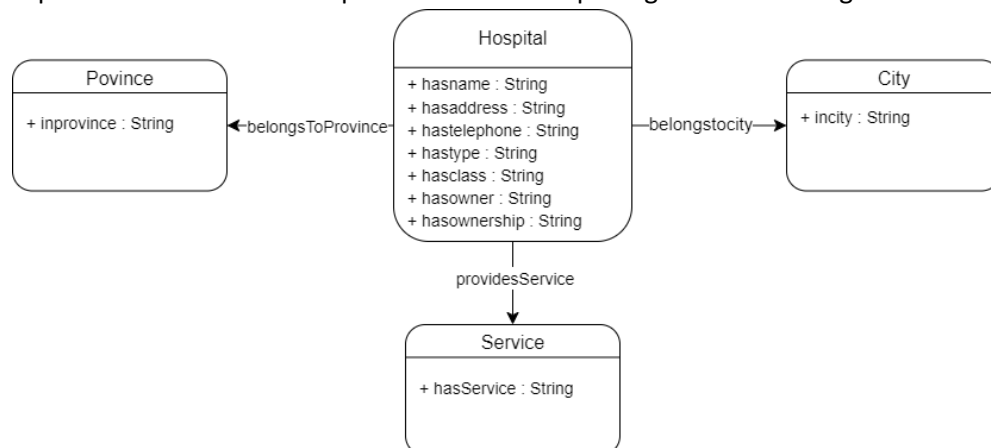 Hospital
+ hasname : String
+ hasaddress : String
+ hastelephone : String
+ hastype : String
+ hasclass : String
+ hasowner : String
+ hasownership : String
Povince
+ inprovince : String
belongsToProvince
belongstocity
City
+ incity : String
providesService
Service
+ hasService : String